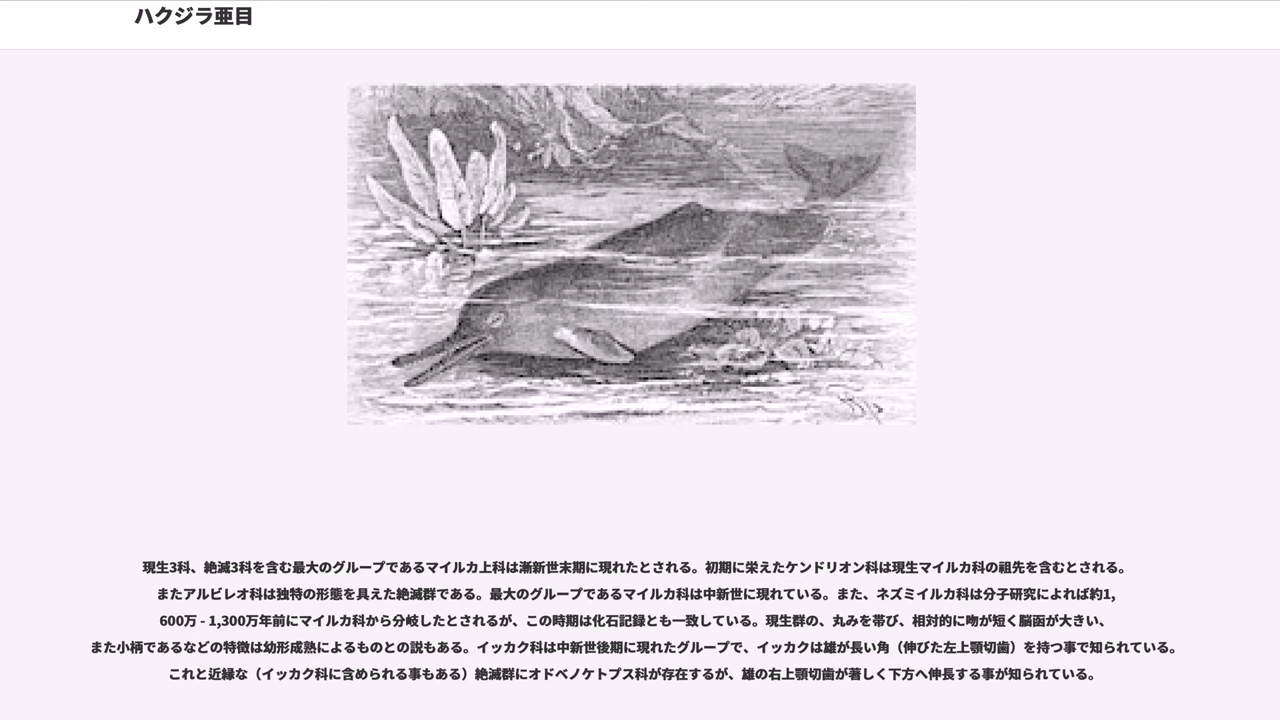 ハクジラ亜目
現生3科、絶滅3科を含む最大のグループであるマイルカ上科は漸新世末期に現れたとされる。初期に栄えたケンドリオン科は現生マイルカ科の祖先を含むとされる。
またアルビレオ科は独特の形態を具えた絶滅群である。最大のグループであるマイルカ科は中新世に現れている。また、ネズミイルカ科は分子研究によれば約1,
600万 - 1,300万年前にマイルカ科から分岐したとされるが、この時期は化石記録とも一致している。現生群の、丸みを帯び、相対的に吻が短く脳函が大きい、
また小柄であるなどの特徴は幼形成熟によるものとの説もある。イッカク科は中新世後期に現れたグループで、イッカクは雄が長い角（伸びた左上顎切歯）を持つ事で知られている。
これと近縁な（イッカク科に含められる事もある）絶滅群にオドベノケトプス科が存在するが、雄の右上顎切歯が著しく下方へ伸長する事が知られている。